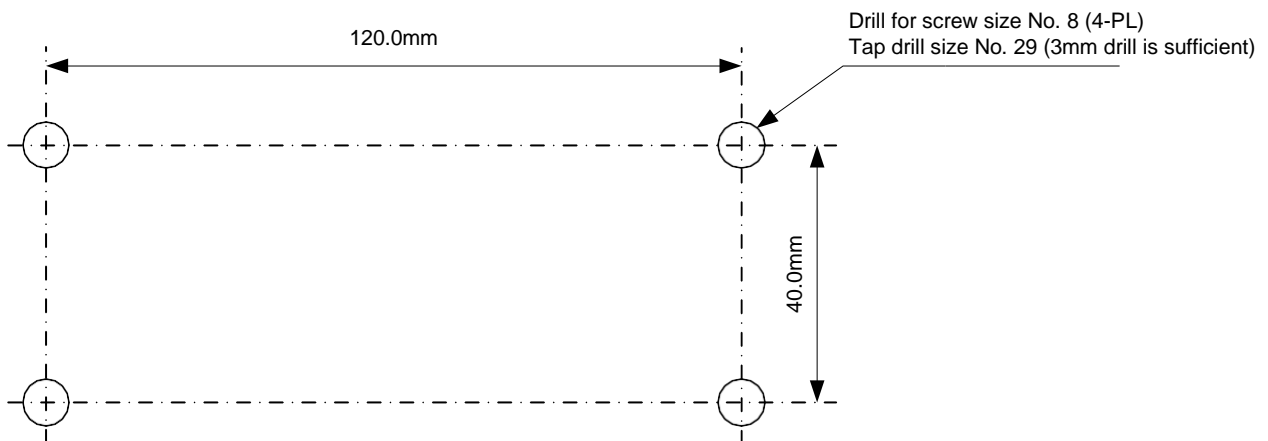 Drill for screw size No. 8 (4-PL)
Tap drill size No. 29 (3mm drill is sufficient)
120.0mm
40.0mm